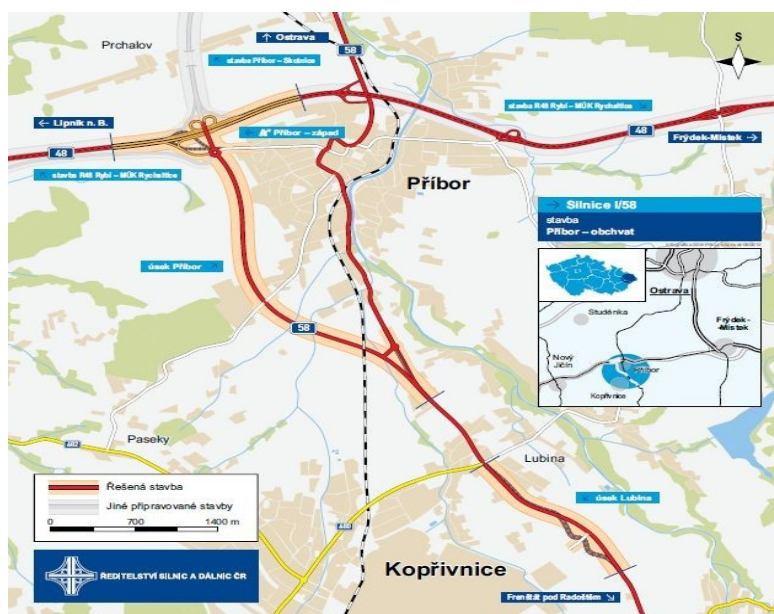 Prchalov
↑ Ostrava
58
stavba Příbor – Skotnice
S
← Lipník n. B.
48
← Příbor – západ
stavba R48 Rybí – MÚK Rychaltice
48
Frýdek-Místek →
stavba R48 Rybí – MÚK Rychaltice
Příbor
→ Silnice I/58
stavba
Příbor – obchvat
úsek Příbor
58
Ostrava
Studénka
Frýdek-
-Místek
Nový
Jičín
Příbor
Kopřivnice
Paseky
482
Lubina
úsek Lubina
Řešená stavba
Jiné připravované stavby
0 700 1400 m
480
ŘEDITELSTVÍ SILNIC A DÁLNIC ČR
Kopřivnice
Frenštát pod Radoštěm ↘